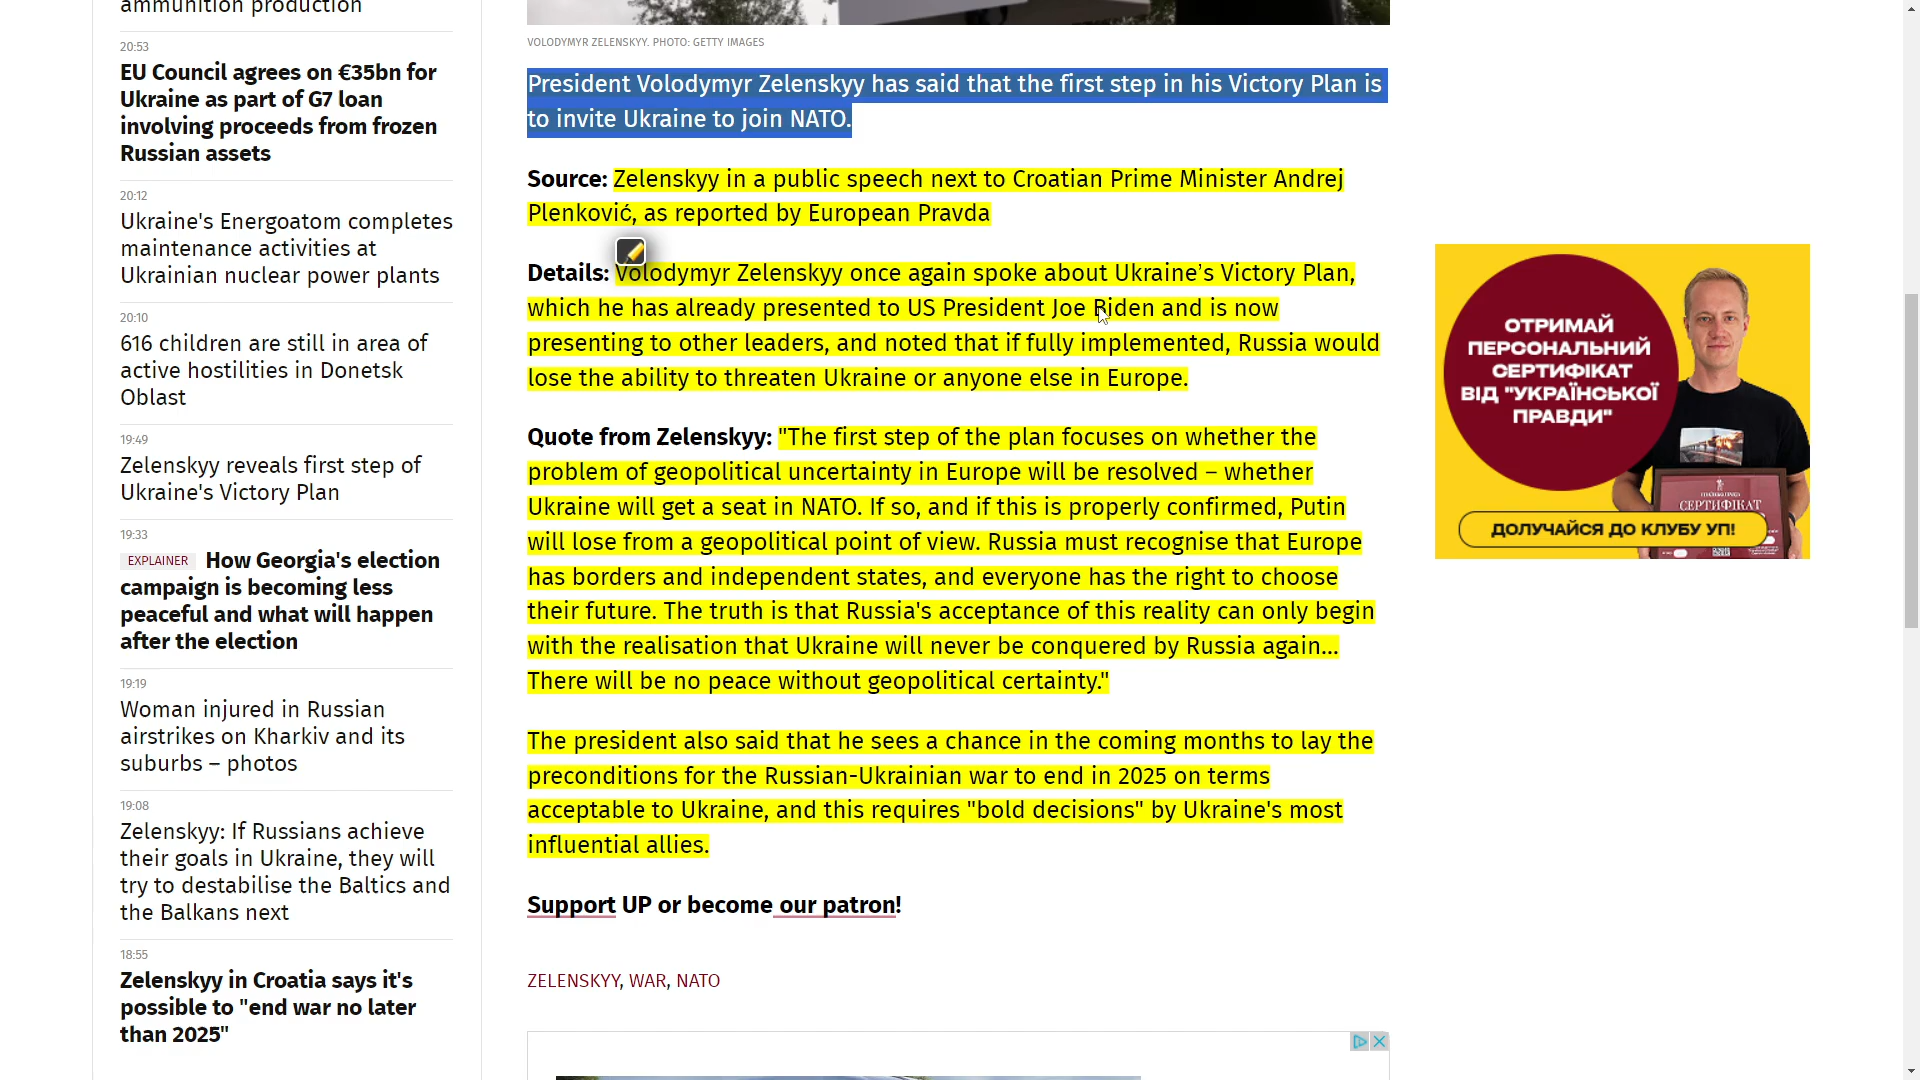 ammunition production
20:53
EU Council agrees on €35bn for
Ukraine as part of G7 loan
involving proceeds from frozen
Russian assets
20:12
Ukraine's Energoatom completes
maintenance activities at
Ukrainian nuclear power plants
20:10
616 children are still in area of
active hostilities in Donetsk
Oblast
19:49
Zelenskyy reveals first step of
Ukraine's Victory Plan
19:33
EXPLAINER How Georgia's election
campaign is becoming less
peaceful and what will happen
after the election
19:19
Woman injured in Russian
airstrikes on Kharkiv and its
suburbs – photos
19:08
Zelenskyy: If Russians achieve
their goals in Ukraine, they will
try to destabilise the Baltics and
the Balkans next
18:55
Zelenskyy in Croatia says it's
possible to "end war no later
than 2025"
VOLODYMYR ZELENSKYY. PHOTO: GETTY IMAGES
President Volodymyr Zelenskyy has said that the first step in his Victory Plan is
to invite Ukraine to join NATO.
Source: Zelenskyy in a public speech next to Croatian Prime Minister Andrej
Plenković, as reported by European Pravda
Details: Volodymyr Zelenskyy once again spoke about Ukraine's Victory Plan,
which he has already presented to US President Joe Biden and is now
presenting to other leaders, and noted that if fully implemented, Russia would
lose the ability to threaten Ukraine or anyone else in Europe.
Quote from Zelenskyy: "The first step of the plan focuses on whether the
problem of geopolitical uncertainty in Europe will be resolved – whether
Ukraine will get a seat in NATO. If so, and if this is properly confirmed, Putin
will lose from a geopolitical point of view. Russia must recognise that Europe
has borders and independent states, and everyone has the right to choose
their future. The truth is that Russia's acceptance of this reality can only begin
with the realisation that Ukraine will never be conquered by Russia again...
There will be no peace without geopolitical certainty."
The president also said that he sees a chance in the coming months to lay the
preconditions for the Russian-Ukrainian war to end in 2025 on terms
acceptable to Ukraine, and this requires "bold decisions" by Ukraine's most
influential allies.
Support UP or become our patron!
ZELENSKYY, WAR, NATO
ОТРИМАЙ
ПЕРСОНАЛЬНИЙ
СЕРТИФІКАТ
ВІД "УКРАЇНСЬКОЇ
ПРАВДИ"
СЕРТИФІКАТ
ДОЛУЧАЙСЯ ДО КЛУБУ УП!